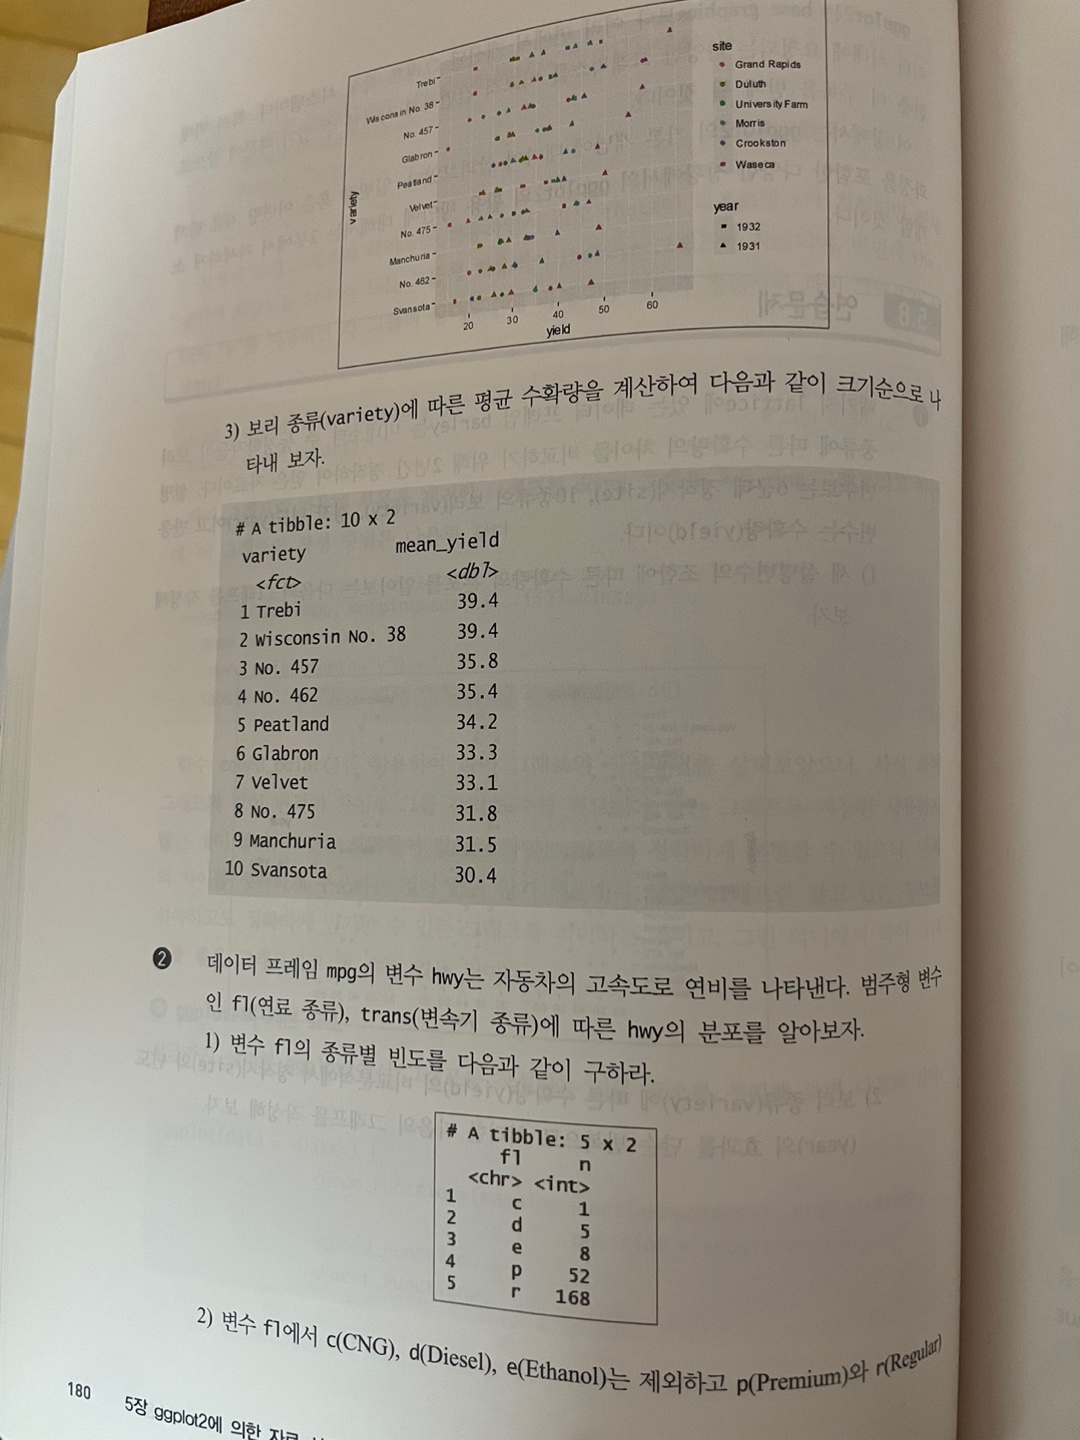 site
Grand Rapids
Duluth
University Farm
Morris
Crookston
Waseca
year
1932
1931
variety
Trebi
Wisconsin No. 38
No. 457
Glabron
Peatland
Velvet
No. 475
Manchuria
No. 462
Svansota
20 30 40 50 60
yield
3) 보리 종류(variety)에 따른 평균 수확량을 계산하여 다음과 같이 크기순으로 나
타내 보자.
# A tibble: 10 x 2
variety mean_yield
<fct> <dbl>
1 Trebi 39.4
2 Wisconsin No. 38 39.4
3 No. 457 35.8
4 No. 462 35.4
5 Peatland 34.2
6 Glabron 33.3
7 Velvet 33.1
8 No. 475 31.8
9 Manchuria 31.5
10 Svansota 30.4
❷ 데이터 프레임 mpg의 변수 hwy는 자동차의 고속도로 연비를 나타낸다. 범주형 변수
인 fl(연료 종류), trans(변속기 종류)에 따른 hwy의 분포를 알아보자.
1) 변수 fl의 종류별 빈도를 다음과 같이 구하라.
# A tibble: 5 x 2
fl n
<chr> <int>
1 c 1
2 d 5
3 e 8
4 p 52
5 r 168
2) 변수 fl에서 c(CNG), d(Diesel), e(Ethanol)는 제외하고 p(Premium)와 r(Regular)
180 5장 ggplot2에 의한